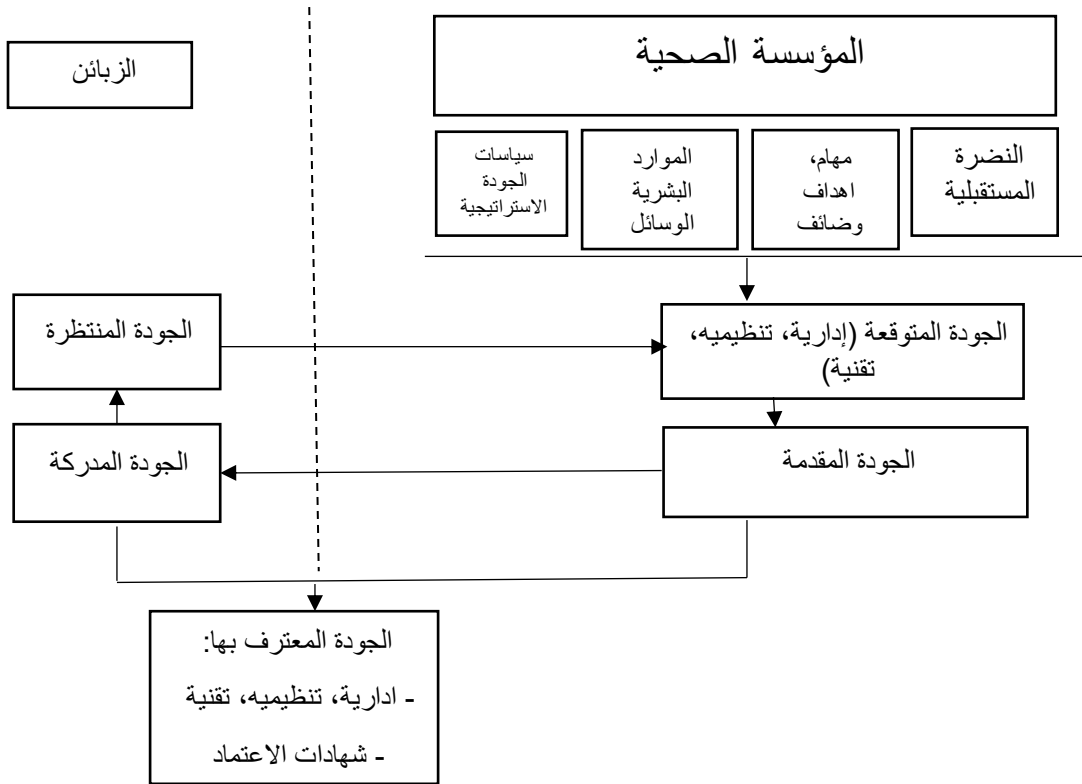 المؤسسة الصحية
الزبائن
النضرة
المستقبلية
مهام،
اهداف
وضائف
الموارد
البشرية
الوسائل
سياسات
الجودة
الاستراتيجية
الجودة المتوقعة (إدارية، تنظيميه،
تقنية)
الجودة المنتظرة
الجودة المقدمة
الجودة المدركة
الجودة المعترف بها:
- ادارية، تنظيميه، تقنية
- شهادات الاعتماد